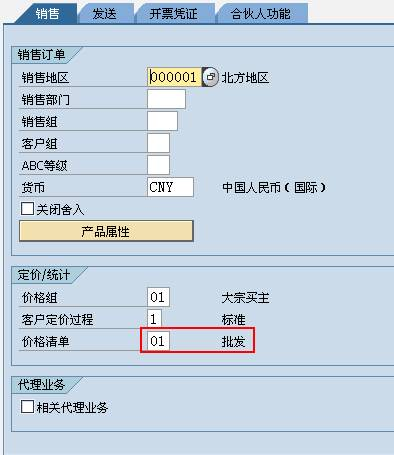 销售 发送 开票凭证 合伙人功能
销售订单
销售地区 000001 北方地区
销售部门
销售组
客户组
ABC等级
货币 CNY 中国人民币(国际)
关闭舍入
产品属性
定价/统计
价格组 01 大宗买主
客户定价过程 1 标准
价格清单 01 批发
代理业务
相关代理业务